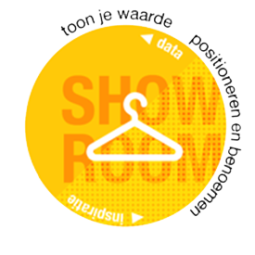 toon je waarde
positioneren en benoemen
data
SHOW
ROOM
inspiratie